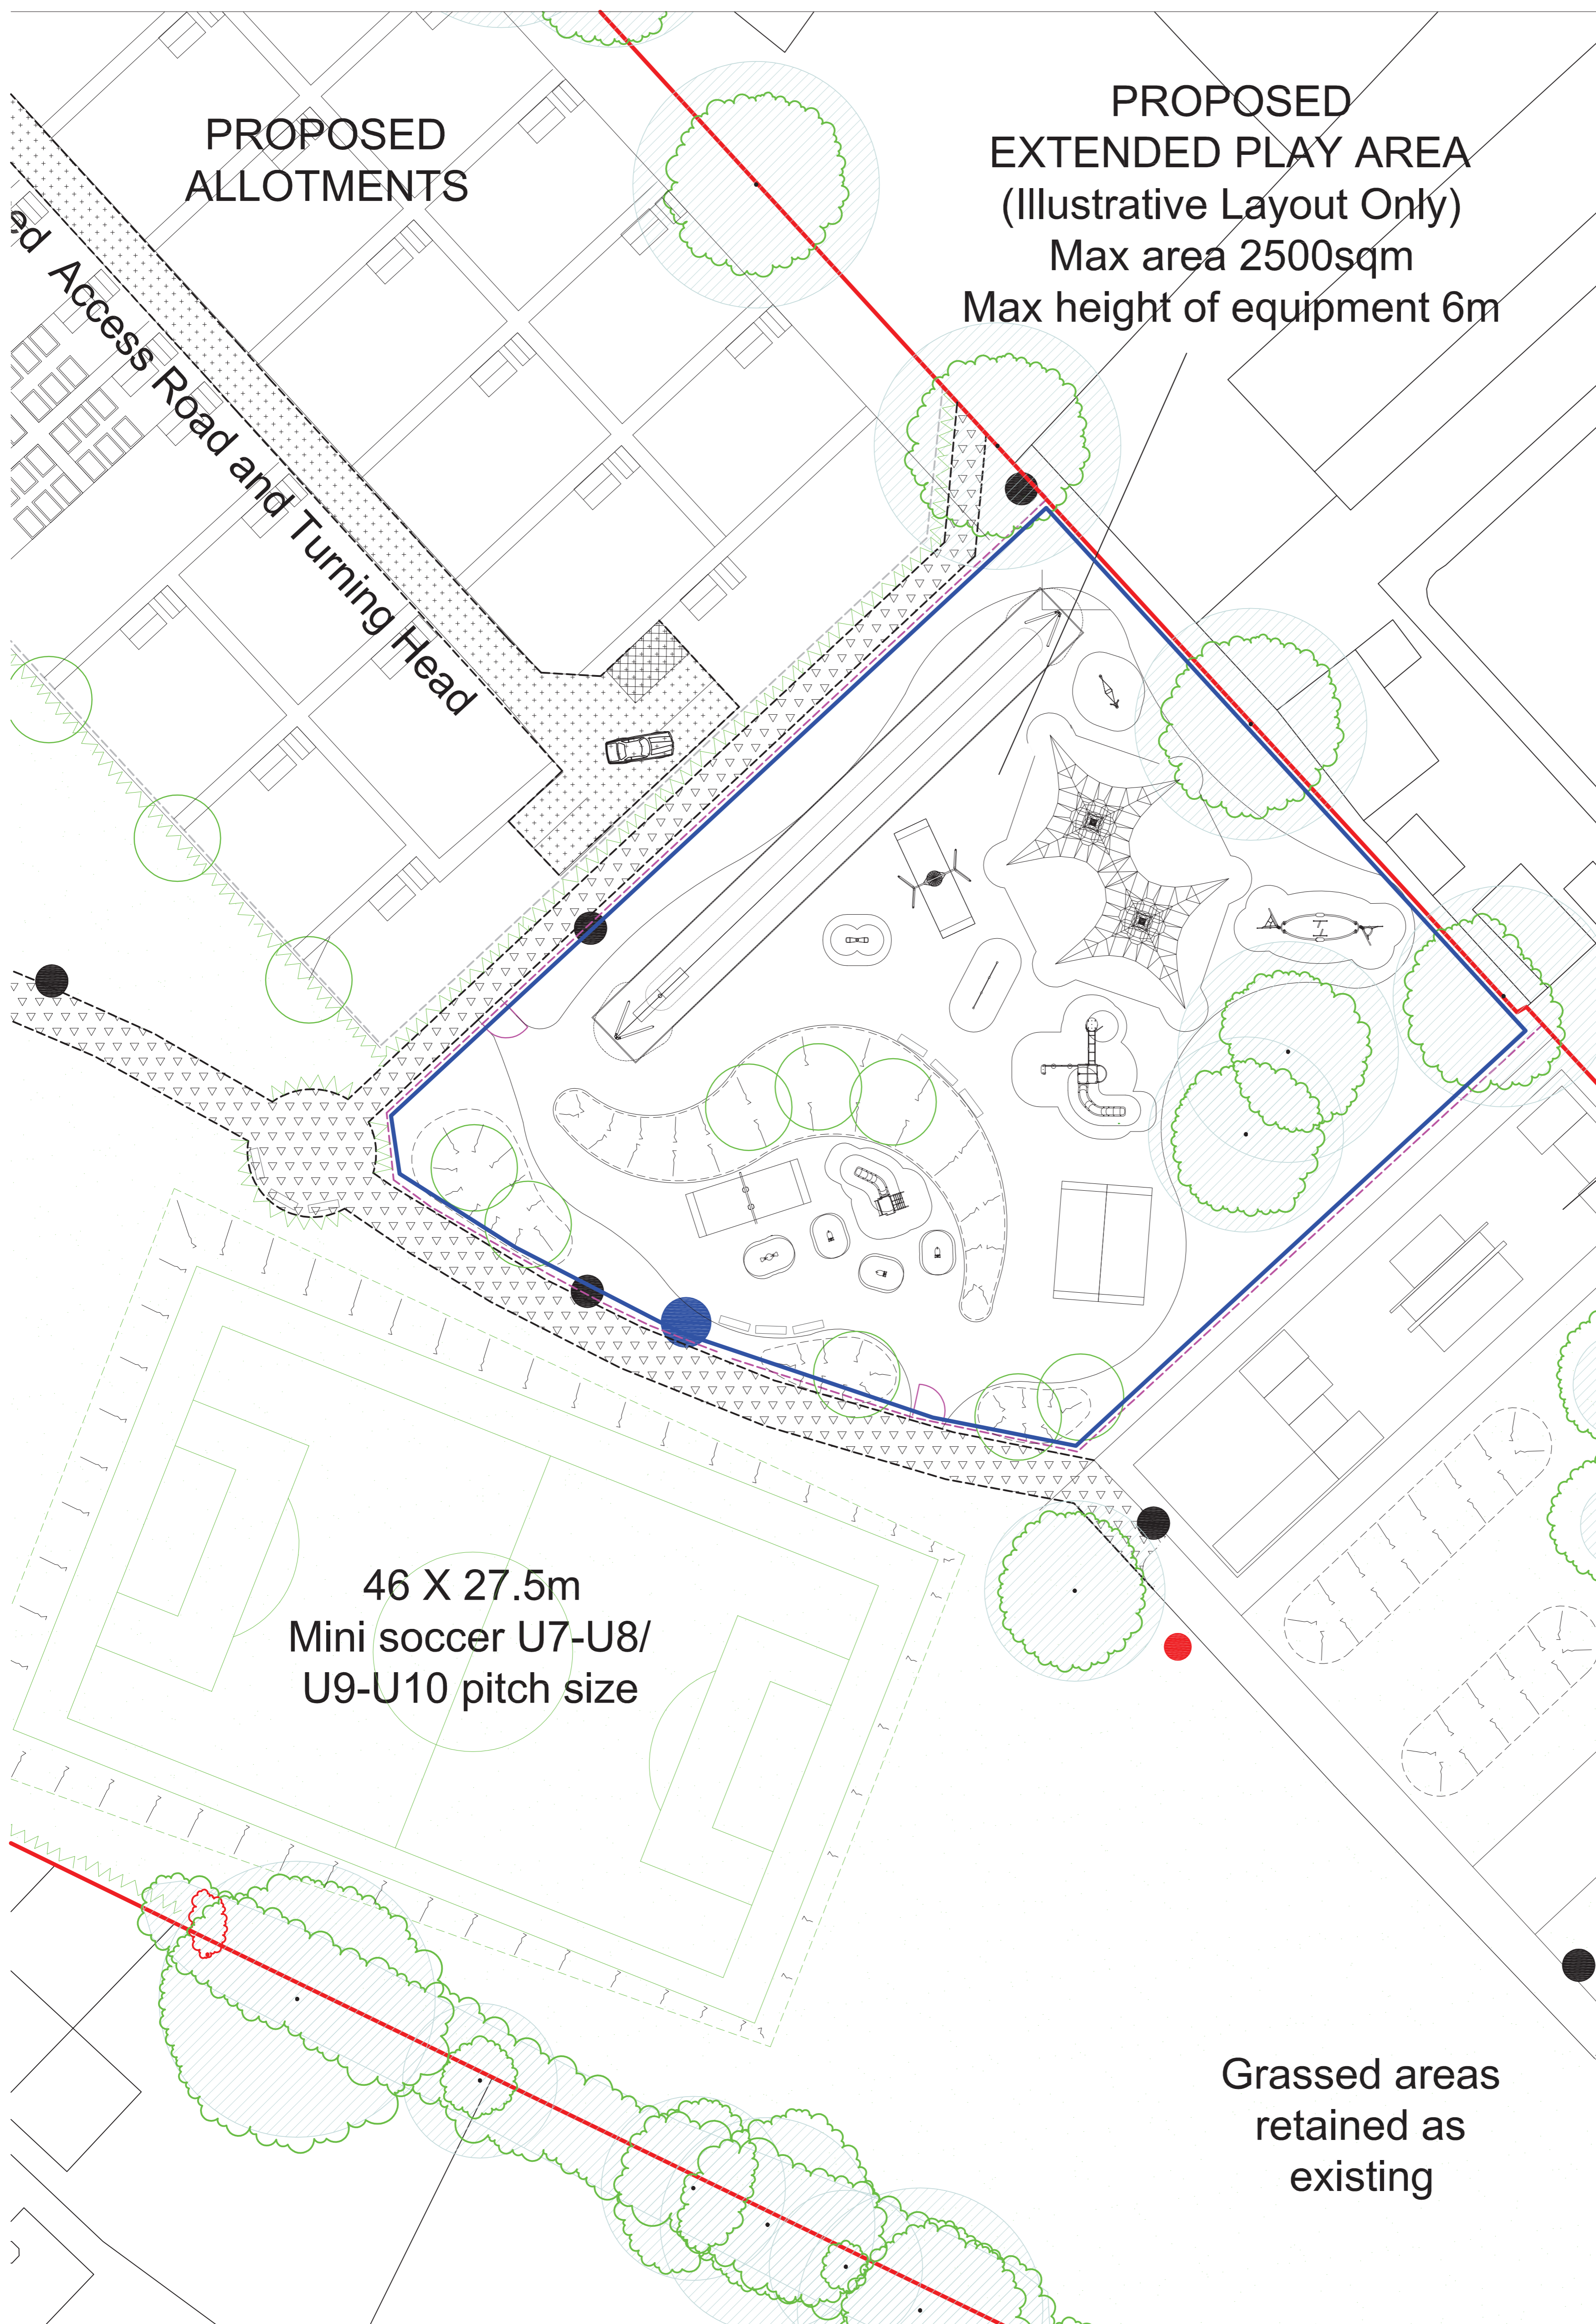 PROPOSED
ALLOTMENTS
PROPOSED
EXTENDED PLAY AREA
(Illustrative Layout Only)
Max area 2500sqm
Max height of equipment 6m
ed Access Road and Turning Head
46 X 27.5m
Mini soccer U7-U8/
U9-U10 pitch size
Grassed areas
retained as
existing